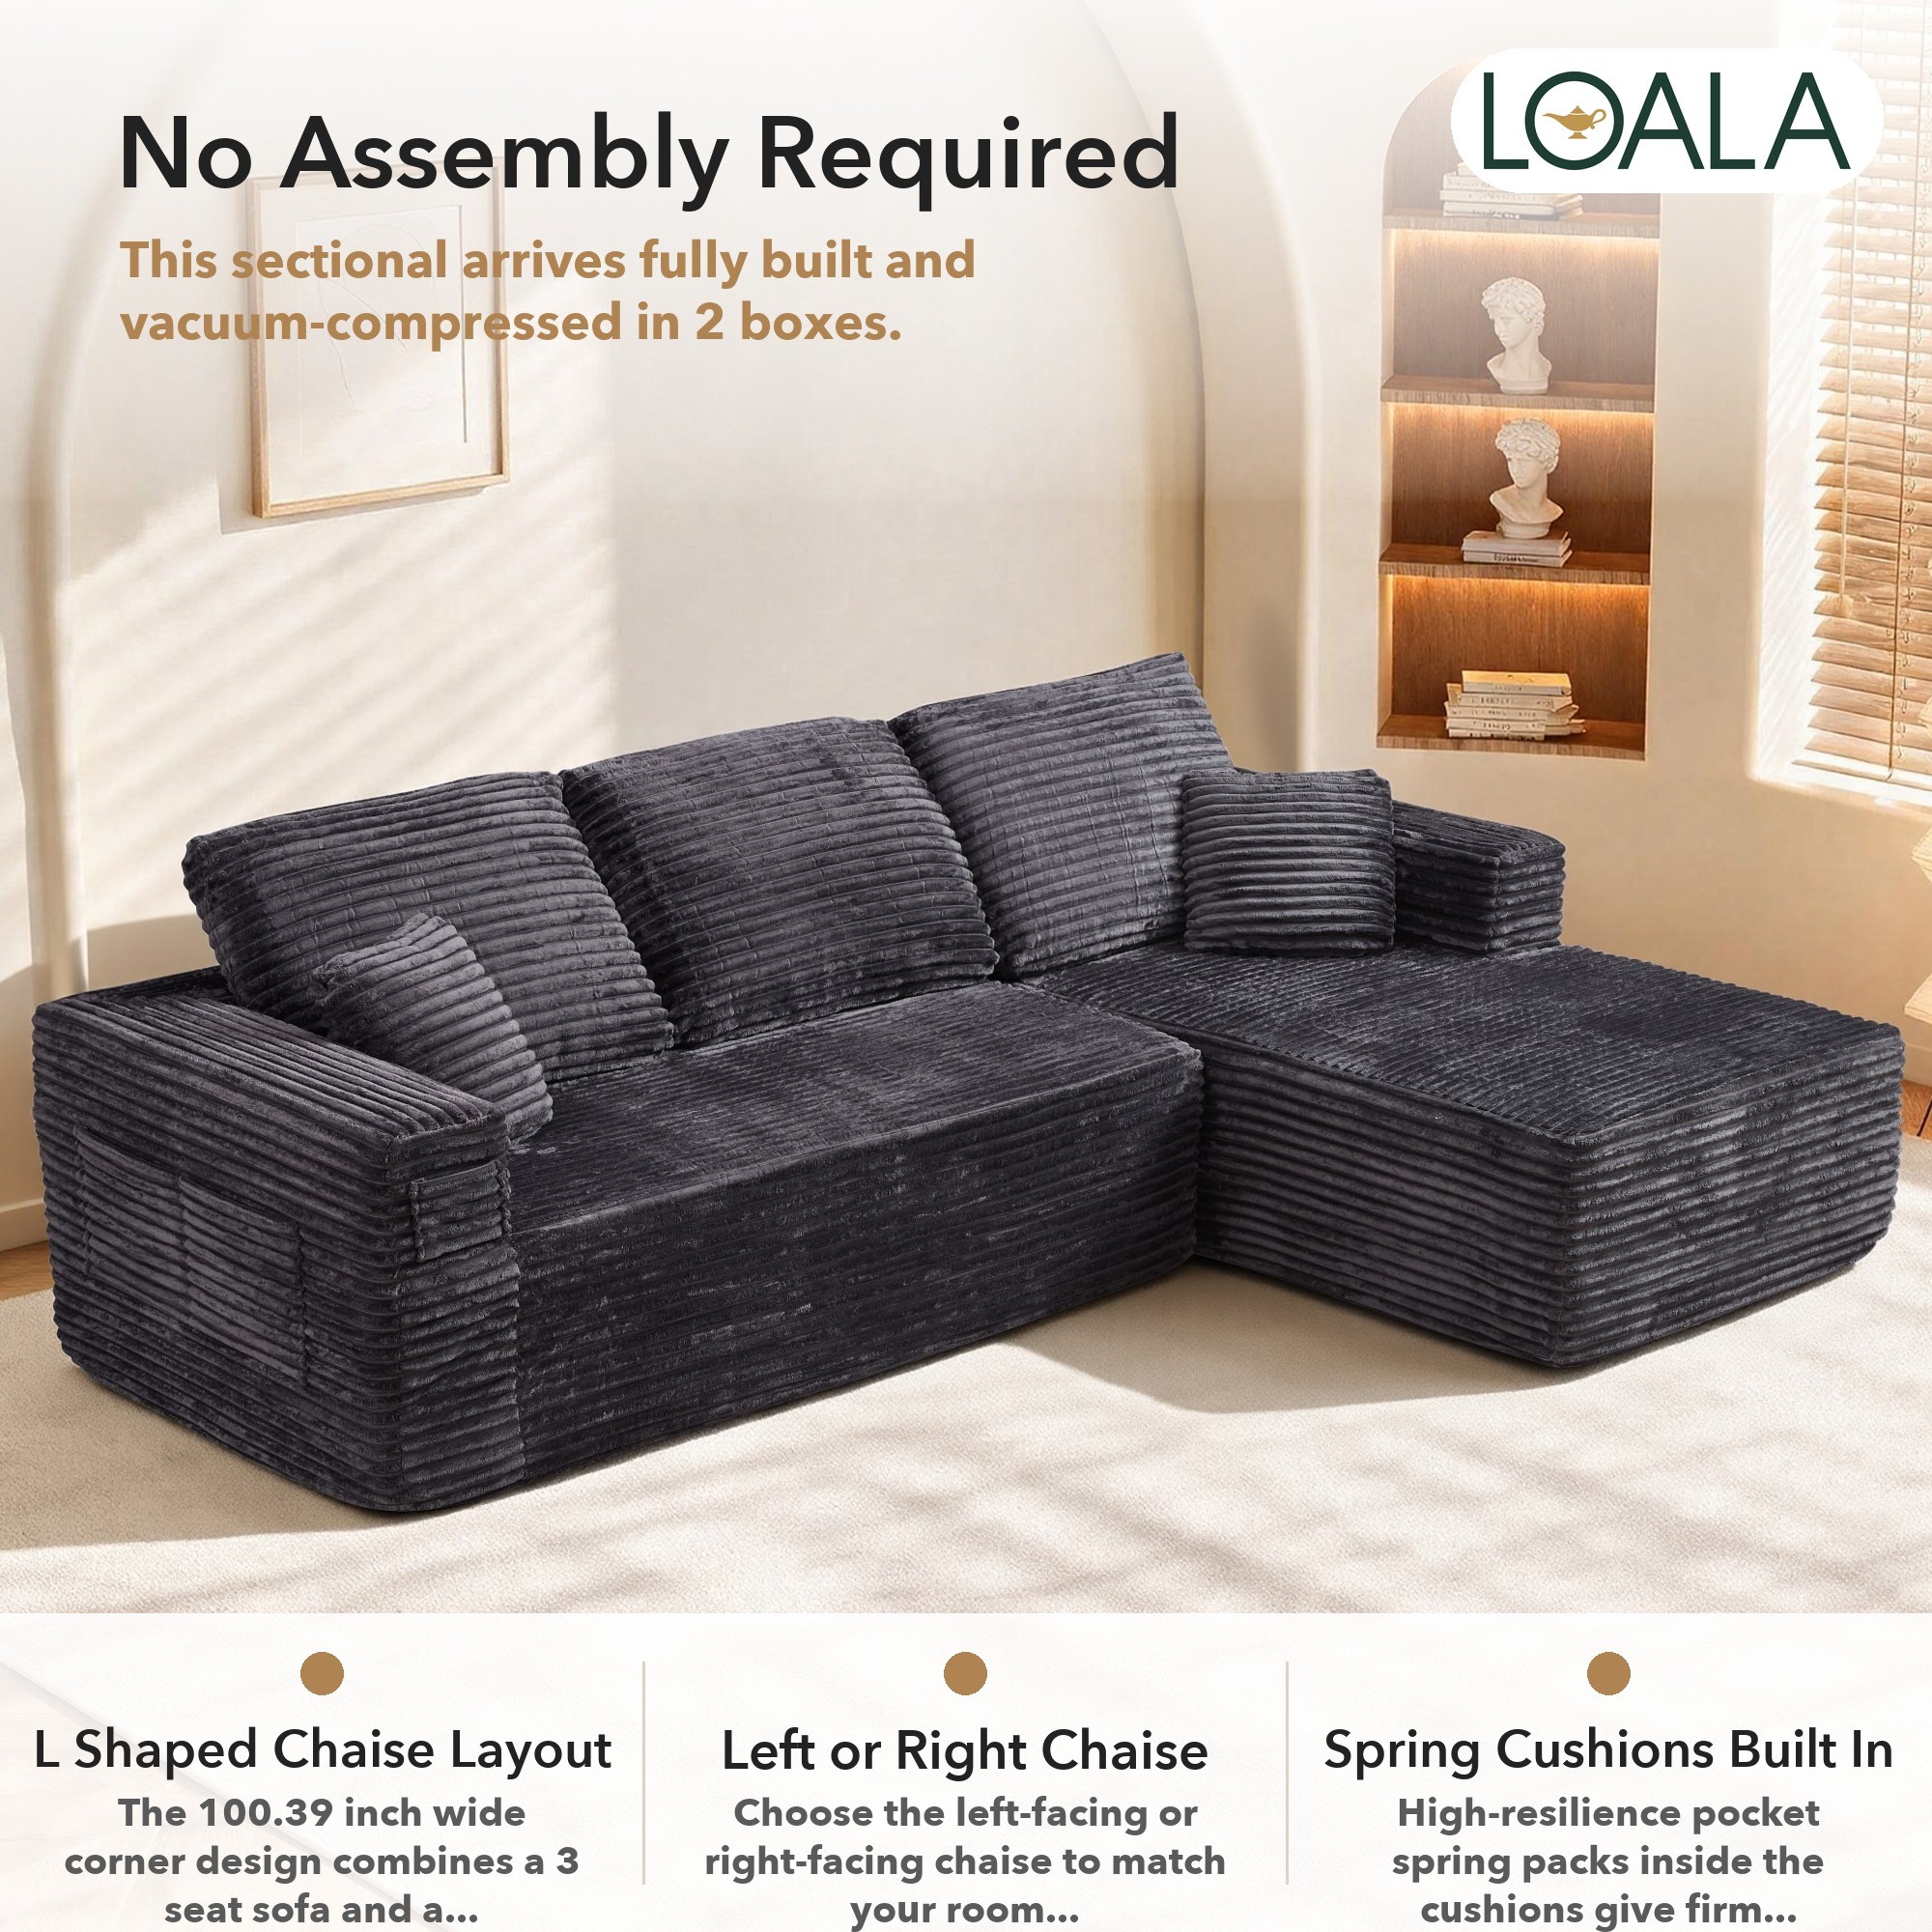 LOALA
No Assembly Required
This sectional arrives fully built and
vacuum-compressed in 2 boxes.
L Shaped Chaise Layout
The 100.39 inch wide
corner design combines a 3
seat sofa and a...
Left or Right Chaise
Choose the left-facing or
right-facing chaise to match
your room...
Spring Cushions Built In
High-resilience pocket
spring packs inside the
cushions give firm...